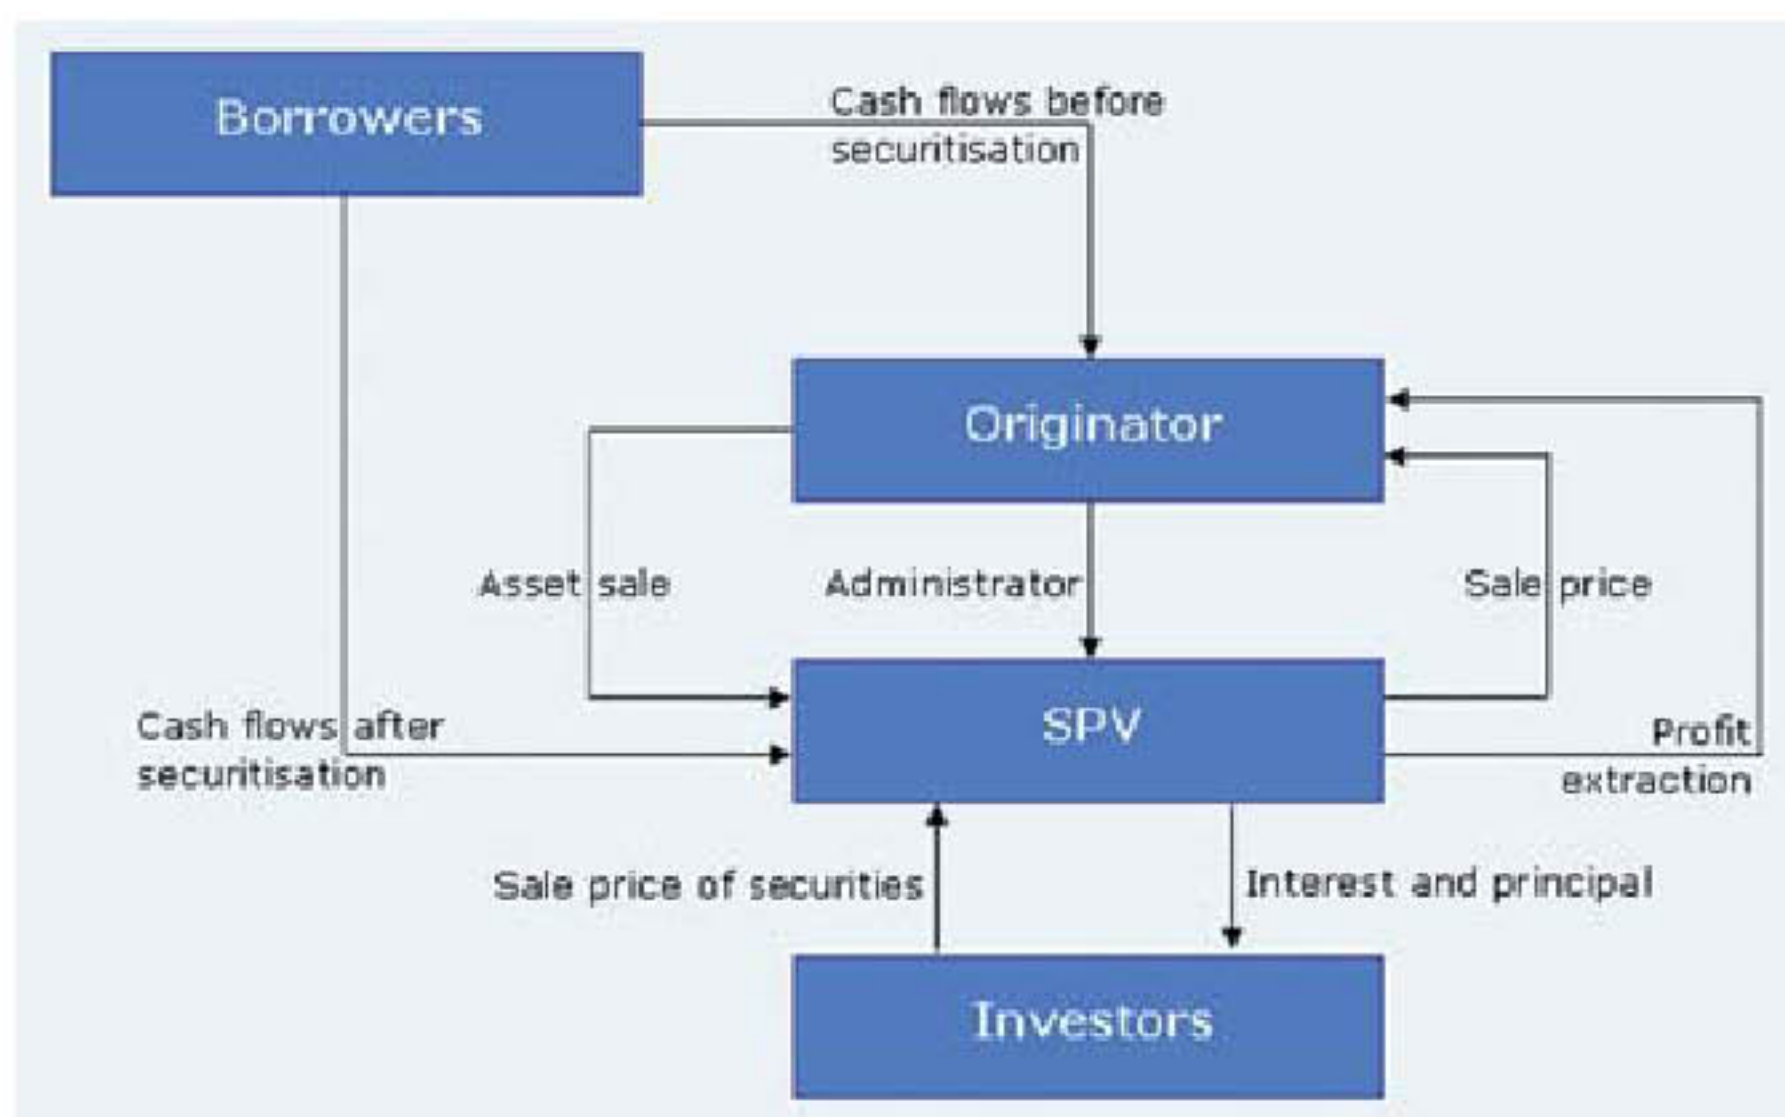 Borrowers
Cash flows before
securitisation
Originator
Asset sale
Administrator
Sale price
Cash flows after
securitisation
SPV
Profit
extraction
Sale price of securities
Interest and principal
Investors